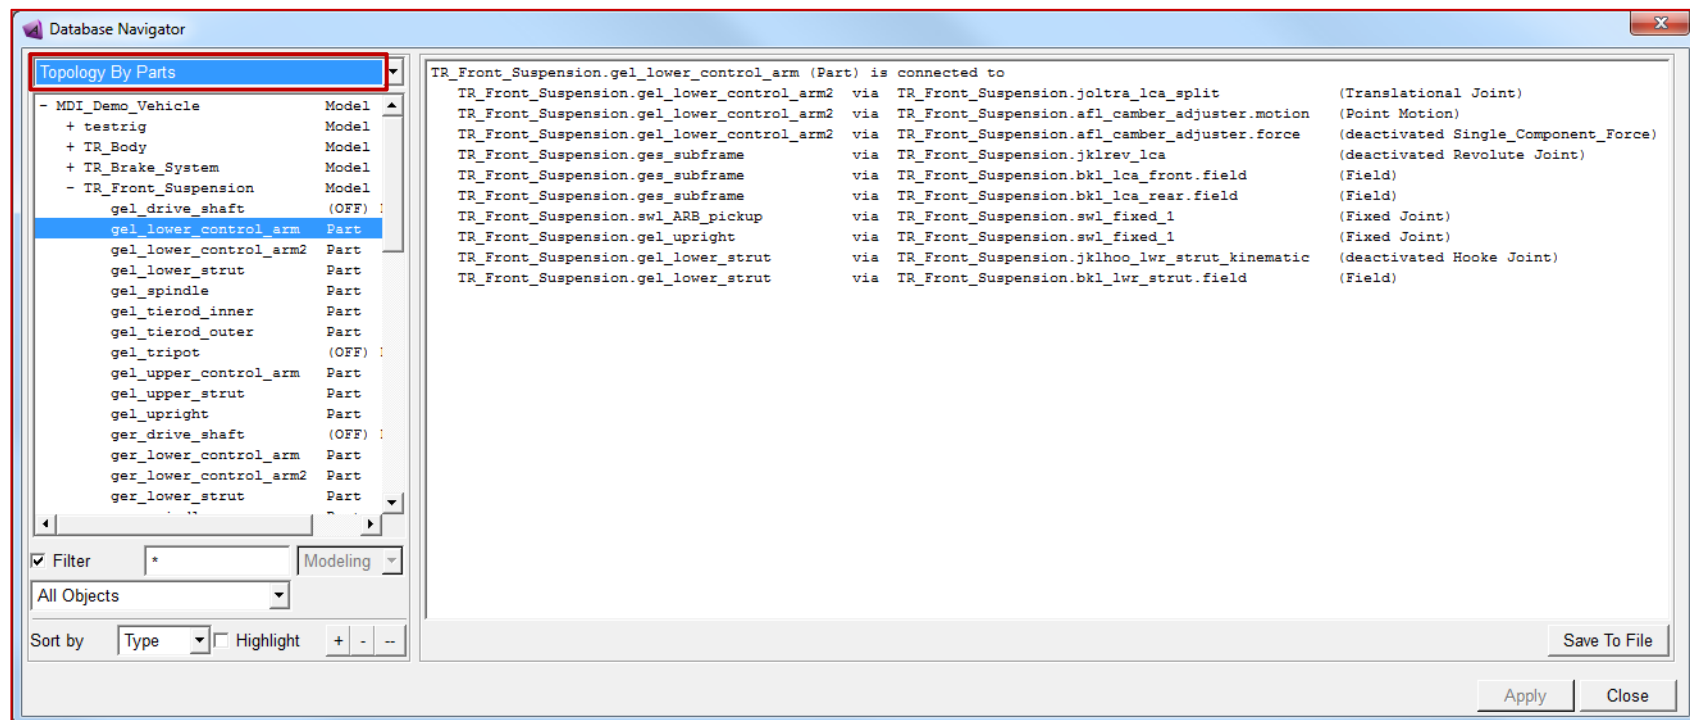 Database Navigator
x
Topology By Parts
- MDI_Demo_Vehicle Model
+ testrig Model
+ TR_Body Model
+ TR_Brake_System Model
- TR_Front_Suspension Model
gel_drive_shaft (OFF)
gel_lower_control_arm Part
gel_lower_control_arm2 Part
gel_lower_strut Part
gel_spindle Part
gel_tierod_inner Part
gel_tierod_outer Part
gel_tripot (OFF)
gel_upper_control_arm Part
gel_upper_strut Part
gel_upright Part
ger_drive_shaft (OFF)
ger_lower_control_arm Part
ger_lower_control_arm2 Part
ger_lower_strut Part
Filter * Modeling
All Objects
Sort by Type Highlight + - --
TR_Front_Suspension.gel_lower_control_arm (Part) is connected to
TR_Front_Suspension.gel_lower_control_arm2 via TR_Front_Suspension.joltra_lca_split (Translational Joint)
TR_Front_Suspension.gel_lower_control_arm2 via TR_Front_Suspension.afl_camber_adjuster.motion (Point Motion)
TR_Front_Suspension.gel_lower_control_arm2 via TR_Front_Suspension.afl_camber_adjuster.force (deactivated Single_Component_Force)
TR_Front_Suspension.ges_subframe via TR_Front_Suspension.jklrev_lca (deactivated Revolute Joint)
TR_Front_Suspension.ges_subframe via TR_Front_Suspension.bkl_lca_front.field (Field)
TR_Front_Suspension.ges_subframe via TR_Front_Suspension.bkl_lca_rear.field (Field)
TR_Front_Suspension.swl_ARB_pickup via TR_Front_Suspension.swl_fixed_1 (Fixed Joint)
TR_Front_Suspension.gel_upright via TR_Front_Suspension.swl_fixed_1 (Fixed Joint)
TR_Front_Suspension.gel_lower_strut via TR_Front_Suspension.jklhoo_lwr_strut_kinematic (deactivated Hooke Joint)
TR_Front_Suspension.gel_lower_strut via TR_Front_Suspension.bkl_lwr_strut.field (Field)
Save To File
Apply Close